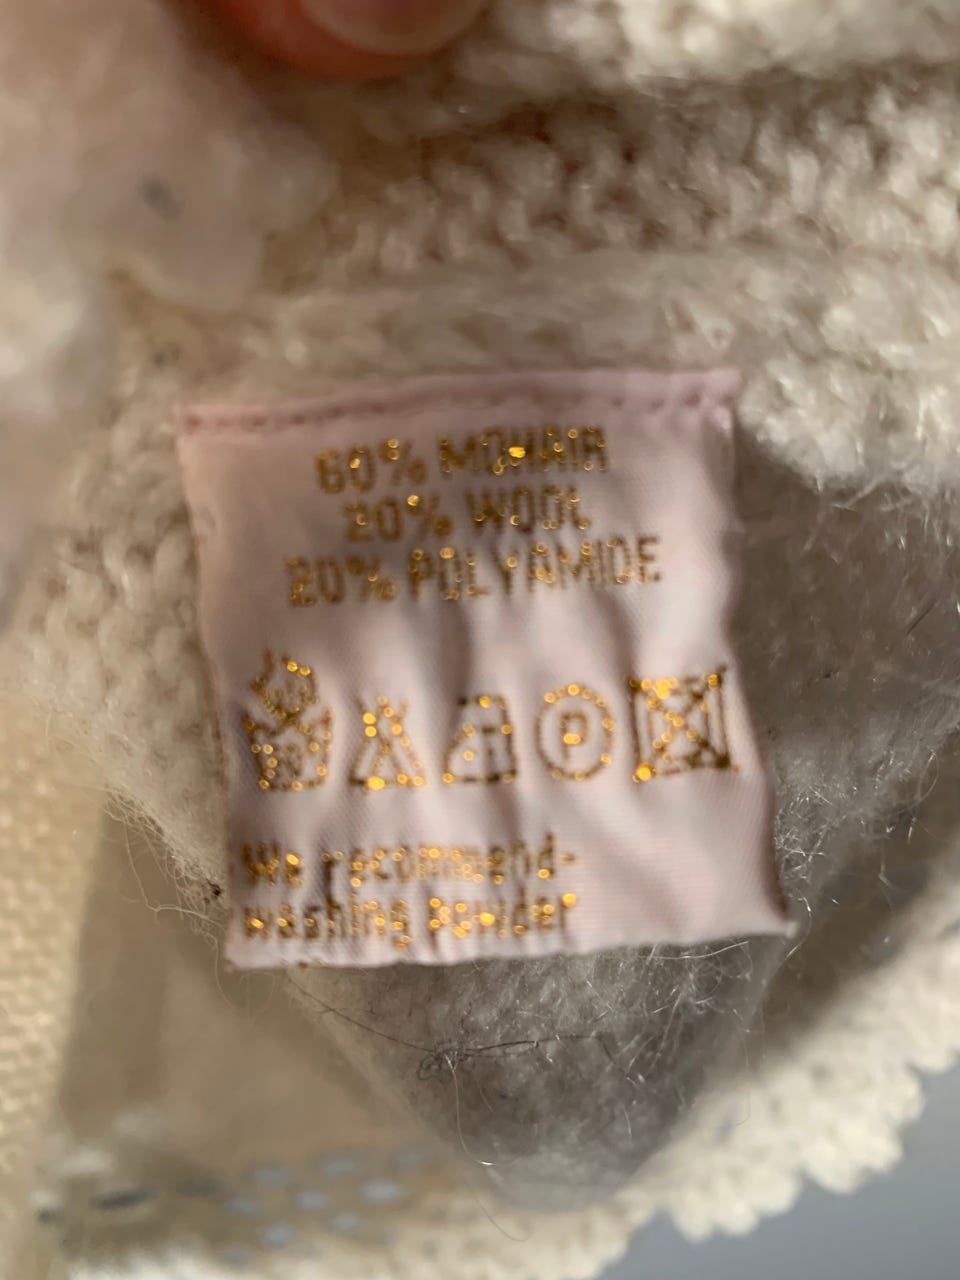 60% MOHAIR
20% WOOL
20% POLYAMIDE
P
We recommend-
washing powder